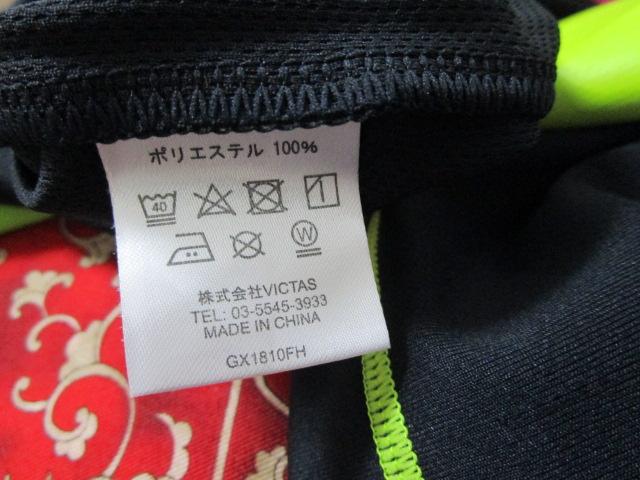 ポリエステル 100%
40
W
株式会社VICTAS
TEL: 03-5545-3933
MADE IN CHINA
GX1810FH